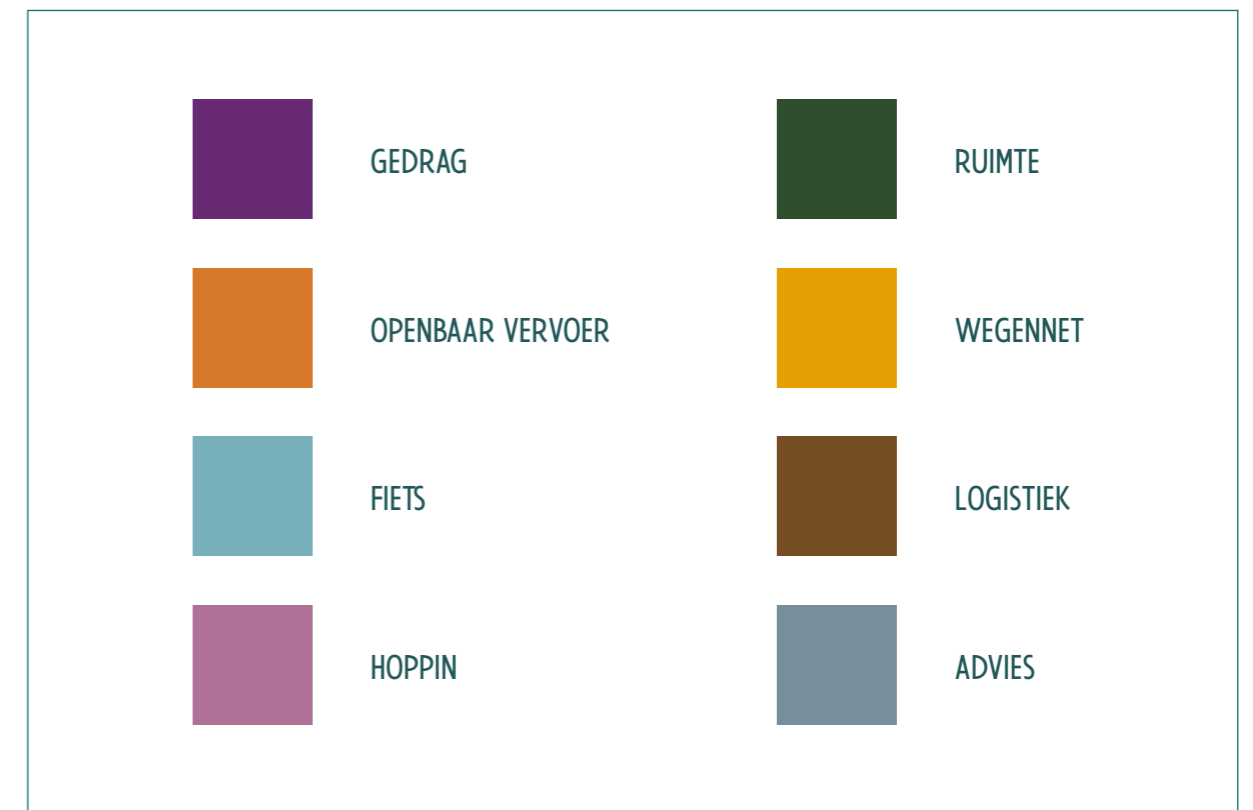 GEDRAG
RUIMTE
OPENBAAR VERVOER
WEGENNET
FIETS
LOGISTIEK
HOPPIN
ADVIES